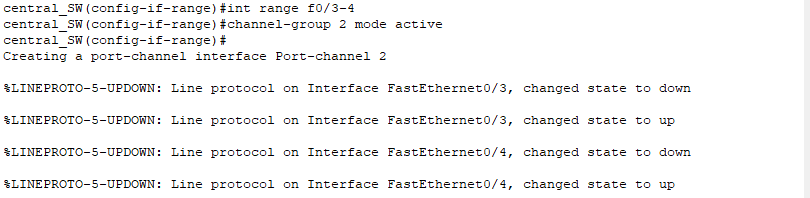 central_SW(config-if-range)#int range f0/3-4
central_SW(config-if-range)#channel-group 2 mode active
central_SW(config-if-range)#
Creating a port-channel interface Port-channel 2
%LINEPROTO-5-UPDOWN: Line protocol on Interface FastEthernet0/3, changed state to down
%LINEPROTO-5-UPDOWN: Line protocol on Interface FastEthernet0/3, changed state to up
%LINEPROTO-5-UPDOWN: Line protocol on Interface FastEthernet0/4, changed state to down
%LINEPROTO-5-UPDOWN: Line protocol on Interface FastEthernet0/4, changed state to up